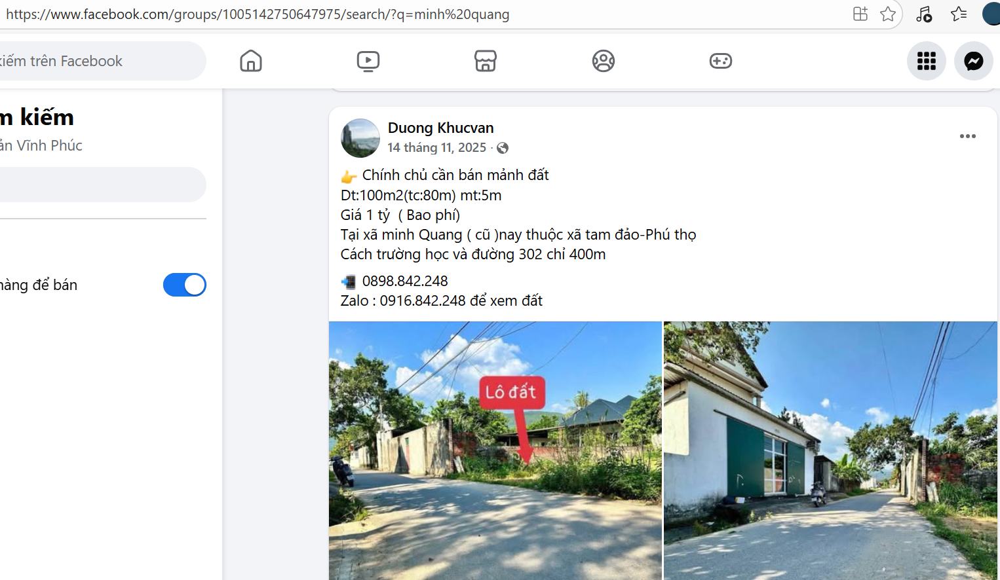 https://www.facebook.com/groups/1005142750647975/search/?q=minh%20quang
kiếm trên Facebook
m kiếm
ản Vĩnh Phúc
hàng để bán
Duong Khucvan
14 tháng 11, 2025 ·
👉 Chính chủ cần bán mảnh đất
Dt:100m2(tc:80m) mt:5m
Giá 1 tỷ ( Bao phí)
Tại xã minh Quang ( cũ )nay thuộc xã tam đảo-Phú thọ
Cách trường học và đường 302 chỉ 400m
📲 0898.842.248
Zalo : 0916.842.248 để xem đất
Lô đất